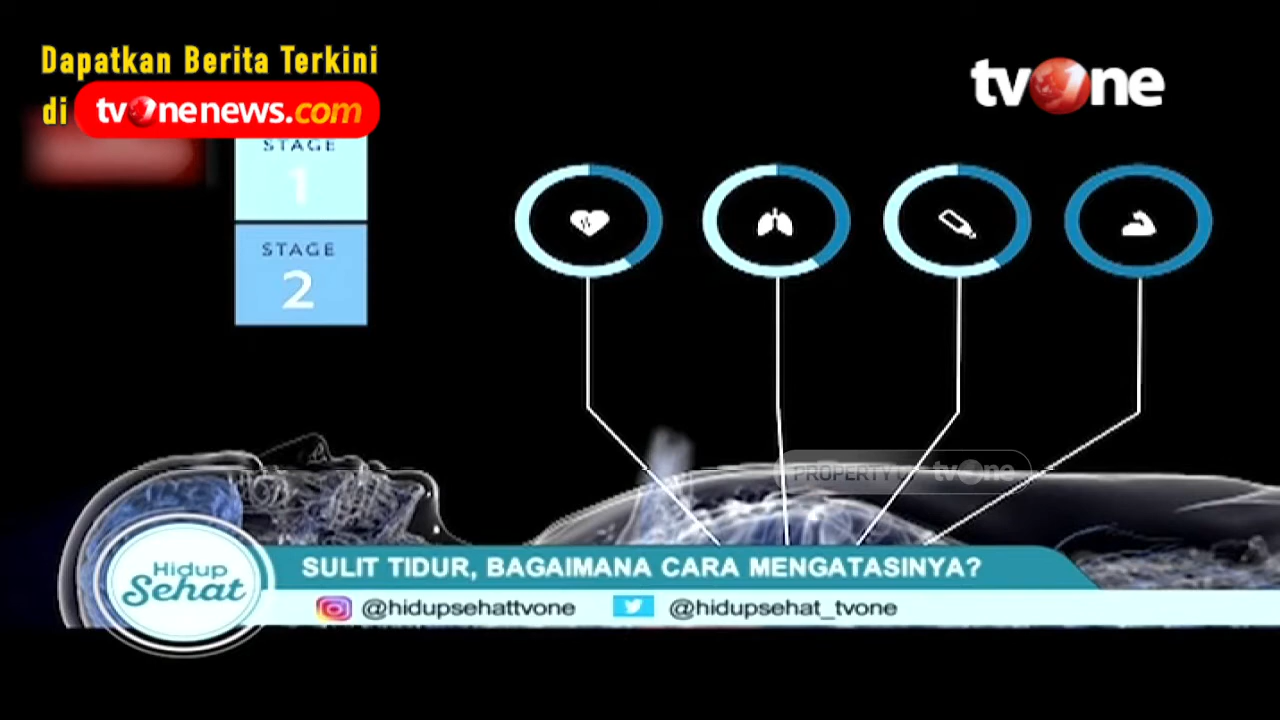 Dapatkan Berita Terkini
di tvonenews.com
tvOne
STAGE
1
STAGE
2
PROPERTY OF tvOne
Hidup
Sehat
SULIT TIDUR, BAGAIMANA CARA MENGATASINYA?
@hidupsehattvone @hidupsehat_tvone